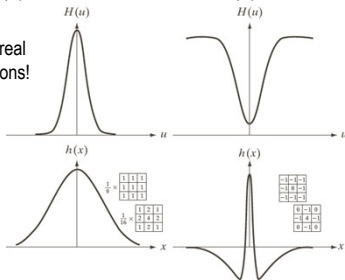 H(u)
H(u)
real
ons!
u
u
h(x)
h(x)
1/9 ×
1 1 1
1 1 1
1 1 1
1/16 ×
1 2 1
2 4 2
1 2 1
-1 -1 -1
-1 8 -1
-1 -1 -1
0 -1 0
-1 4 -1
0 -1 0
x
x